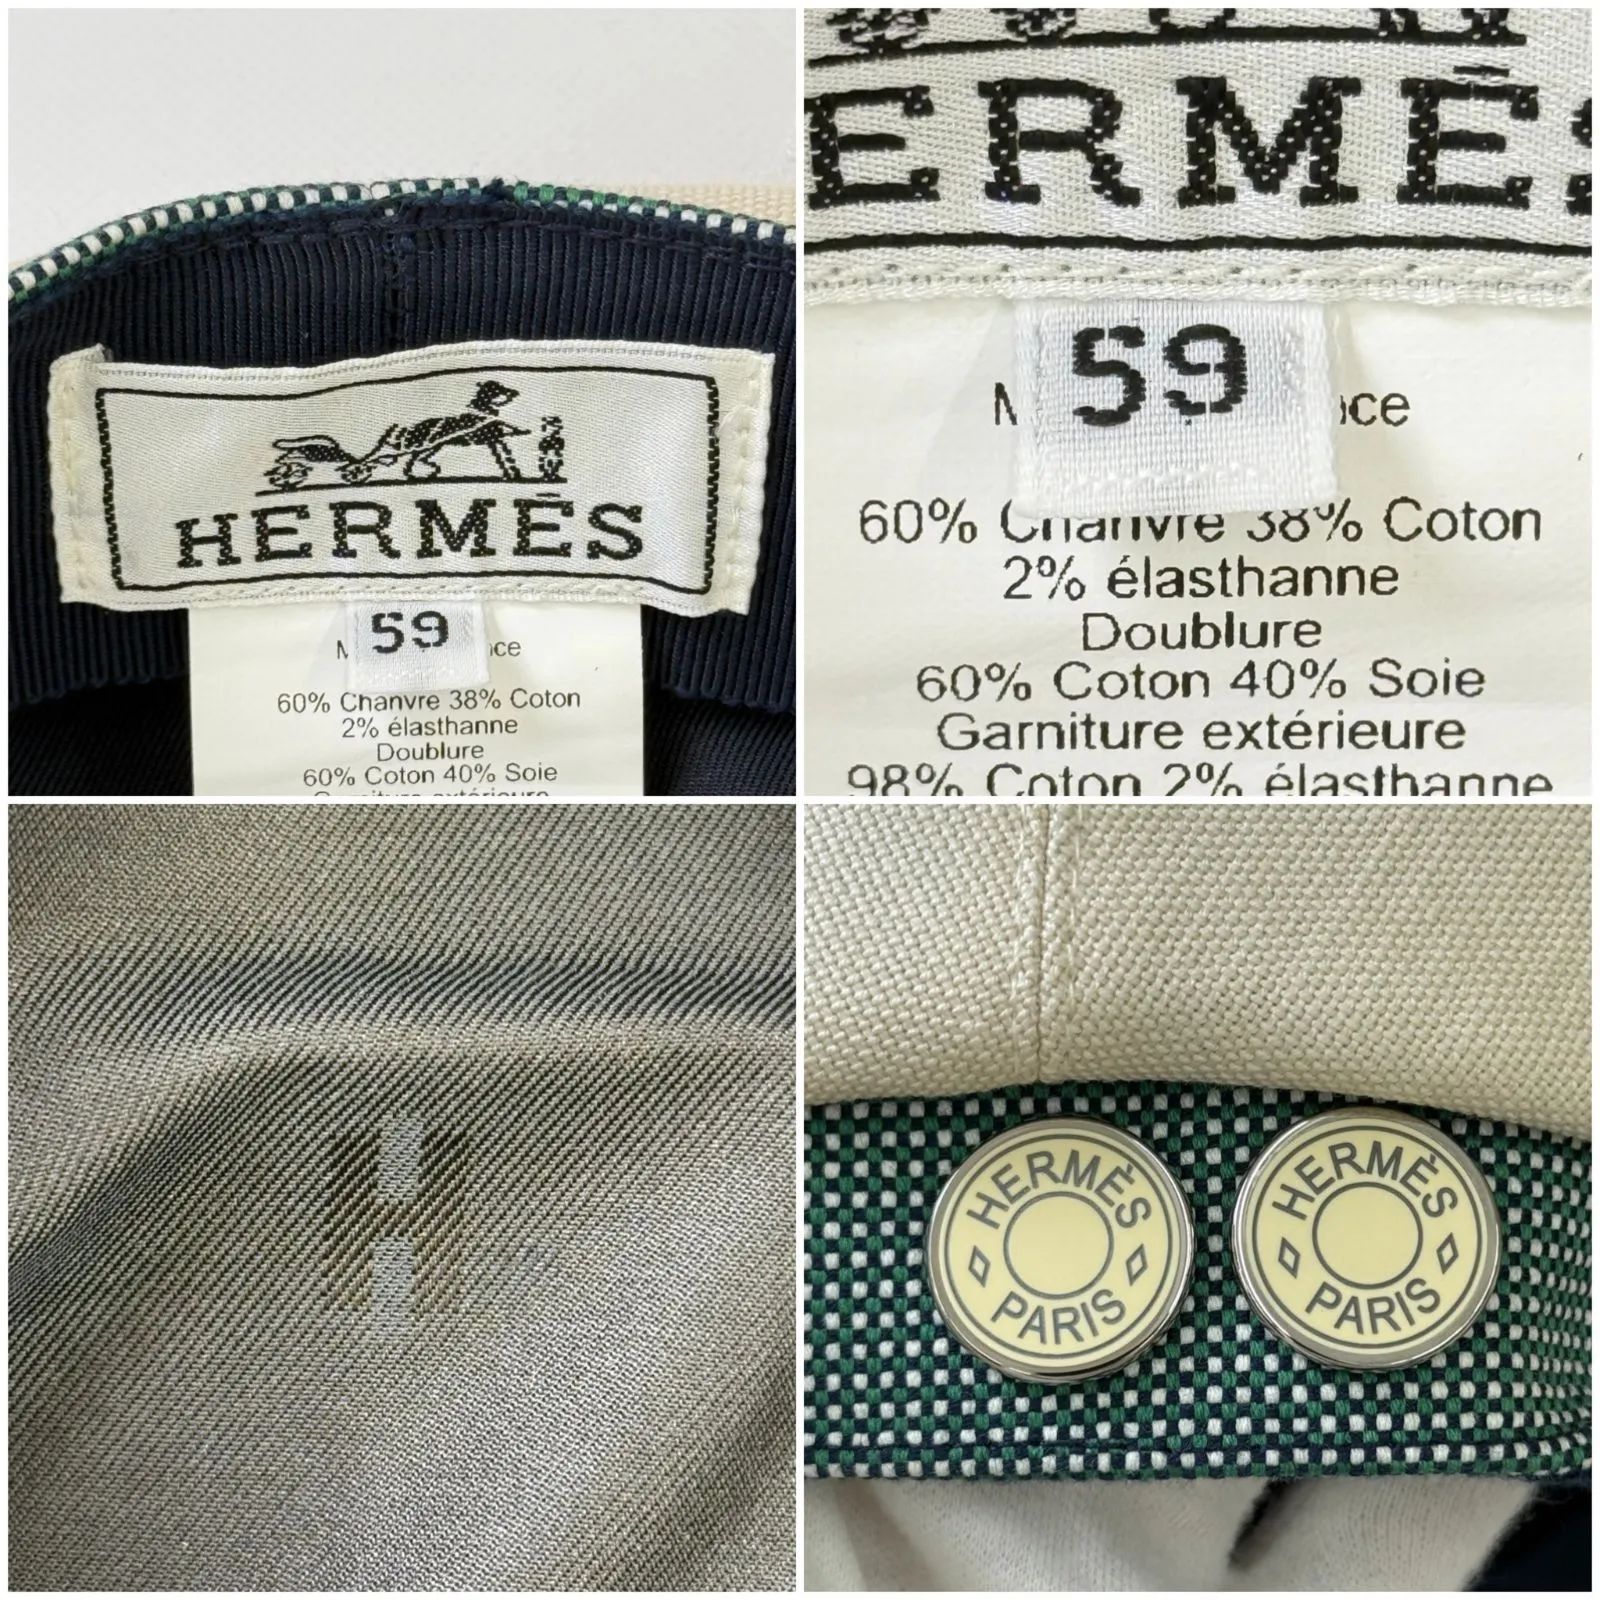 HERMÈS
59
60% Chanvre 38% Coton
2% élasthanne
Doublure
60% Coton 40% Soie
ERMÈS
59
60% Chanvre 38% Coton
2% élasthanne
Doublure
60% Coton 40% Soie
Garniture extérieure
98% Coton 2% élasthanne
H
HERMÈS
PARIS
HERMÈS
PARIS